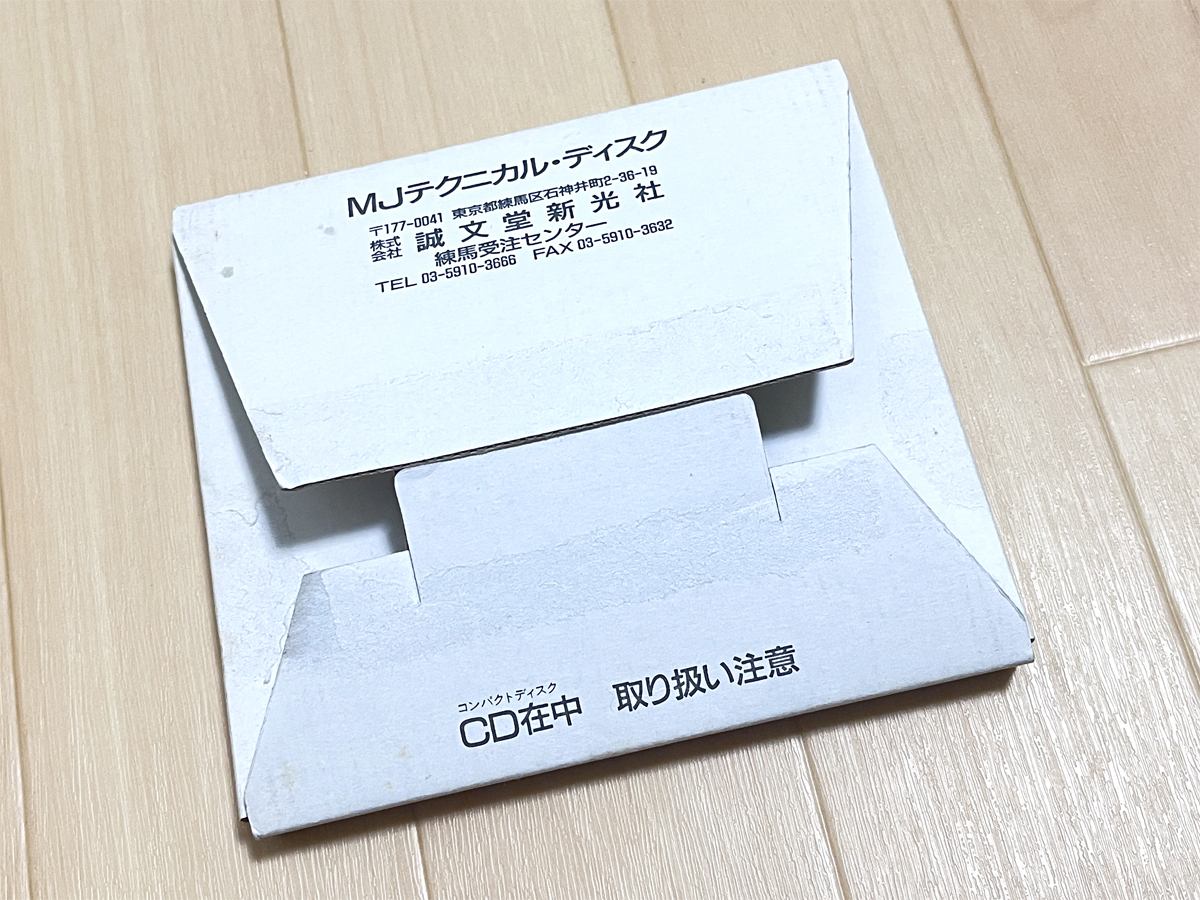 MJテクニカル・ディスク
〒177-0041 東京都練馬区石神井町2-36-19
株式会社 誠文堂新光社
練馬受注センター
TEL 03-5910-3666 FAX 03-5910-3632
コンパクトディスク
CD在中 取り扱い注意